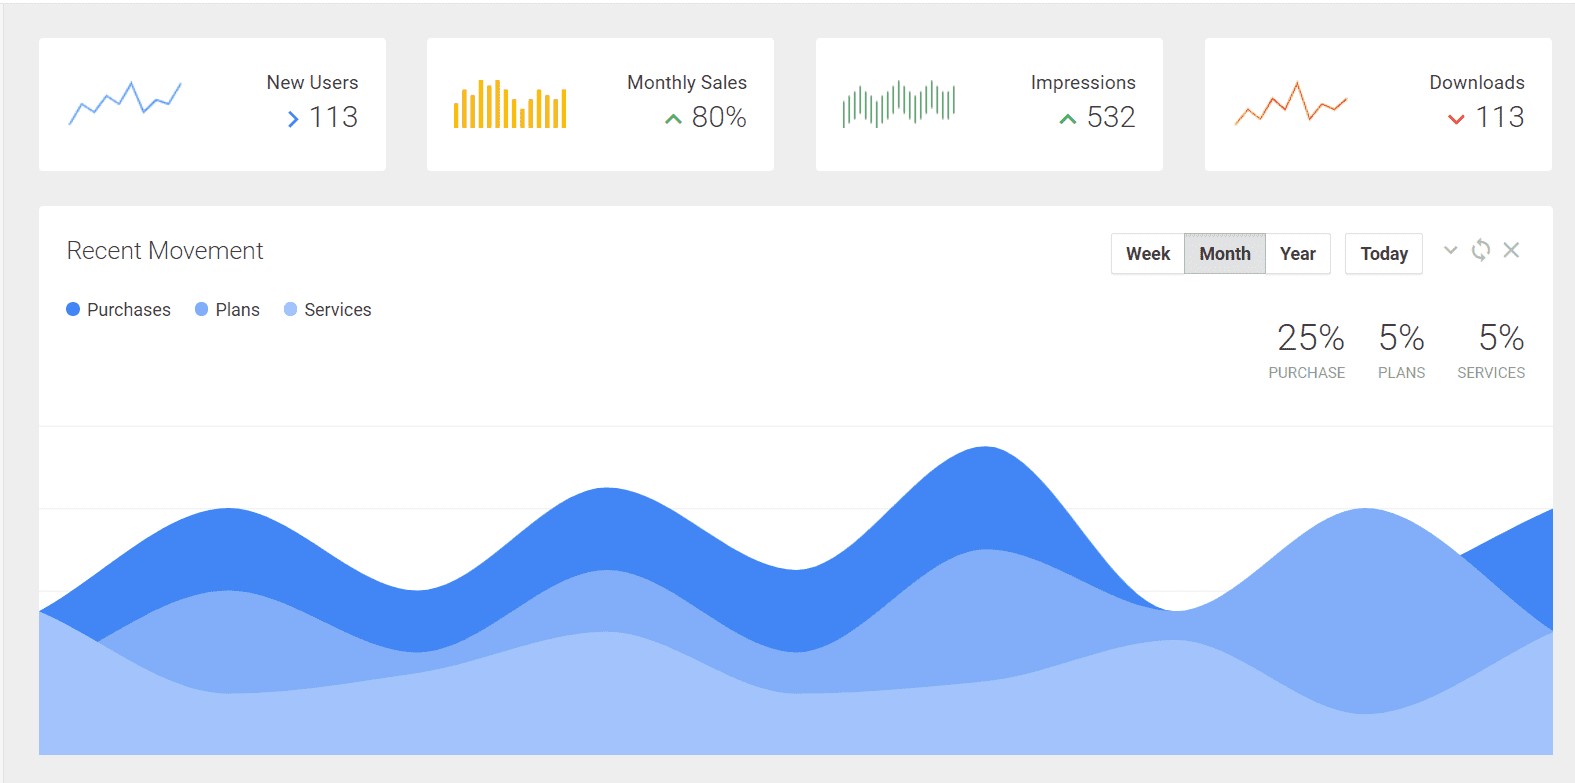 New Users
113
Monthly Sales
80%
Impressions
532
Downloads
113
Recent Movement
Week Month Year Today
Purchases Plans Services
25% 5% 5%
PURCHASE PLANS SERVICES